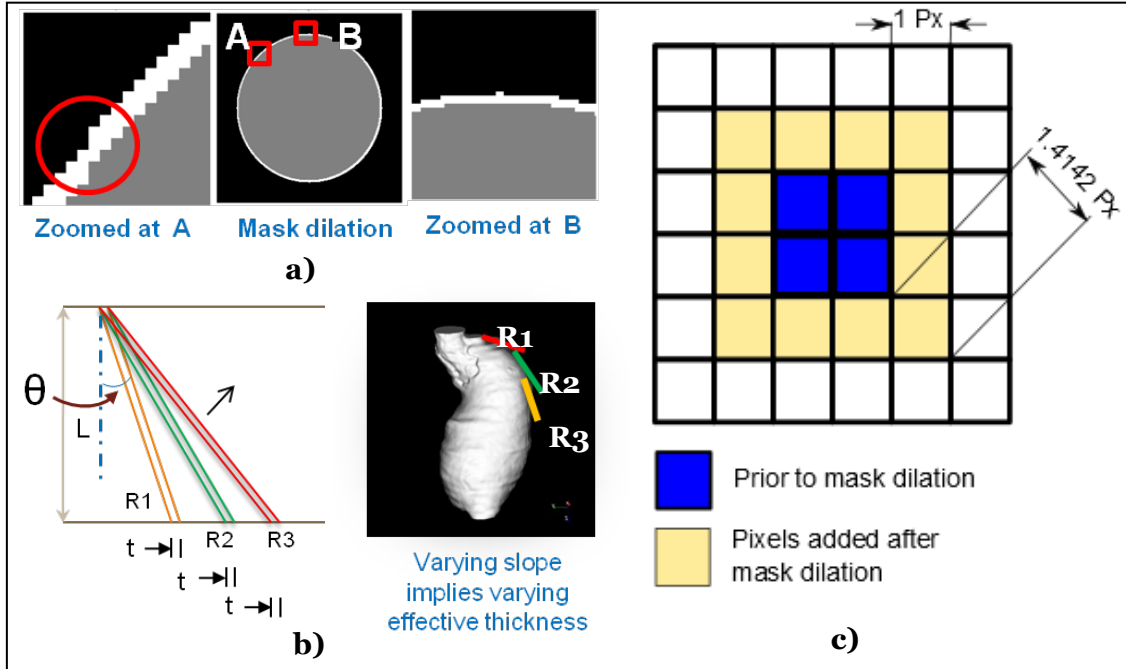 A
B
Zoomed at A
Mask dilation
Zoomed at B
a)
θ
L
R1
R2
R3
t
t
t
b)
R1
R2
R3
Varying slope
implies varying
effective thickness
1 Px
1.4142 Px
Prior to mask dilation
Pixels added after
mask dilation
c)